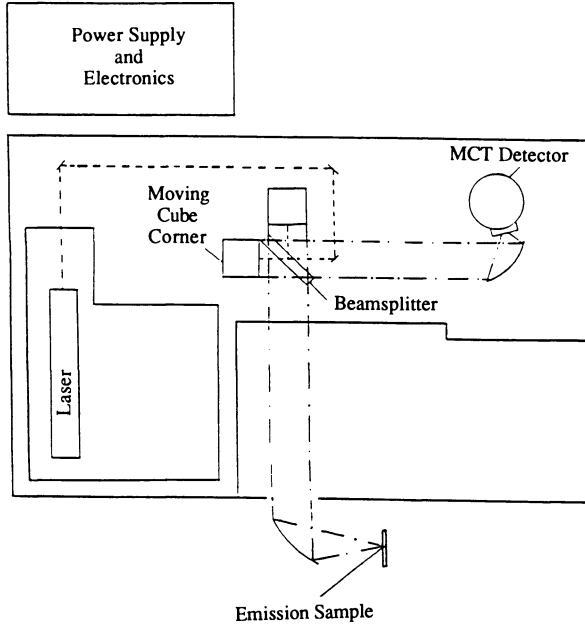 Power Supply
and
Electronics
MCT Detector
Moving
Cube
Corner
Beamsplitter
Laser
Emission Sample